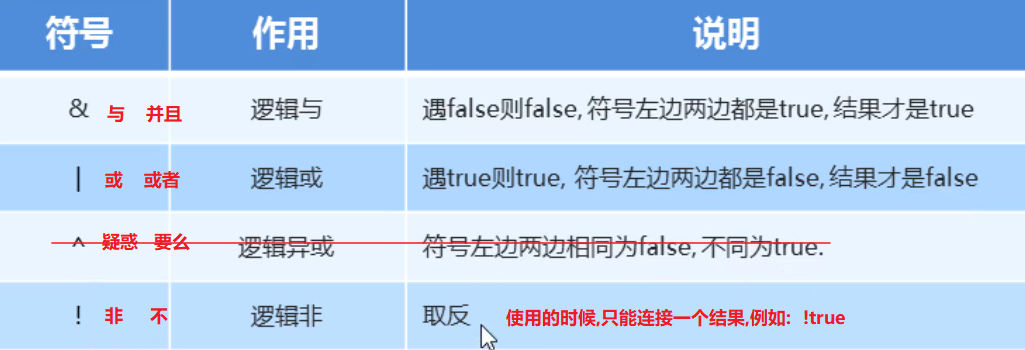 符号 作用 说明
& 与 并且 逻辑与 遇false则false, 符号左边两边都是true, 结果才是true
| 或 或者 逻辑或 遇true则true, 符号左边两边都是false, 结果才是false
^ 疑惑 要么 逻辑异或 符号左边两边相同为false, 不同为true.
! 非 不 逻辑非 取反 使用的时候,只能连接一个结果,例如: !true